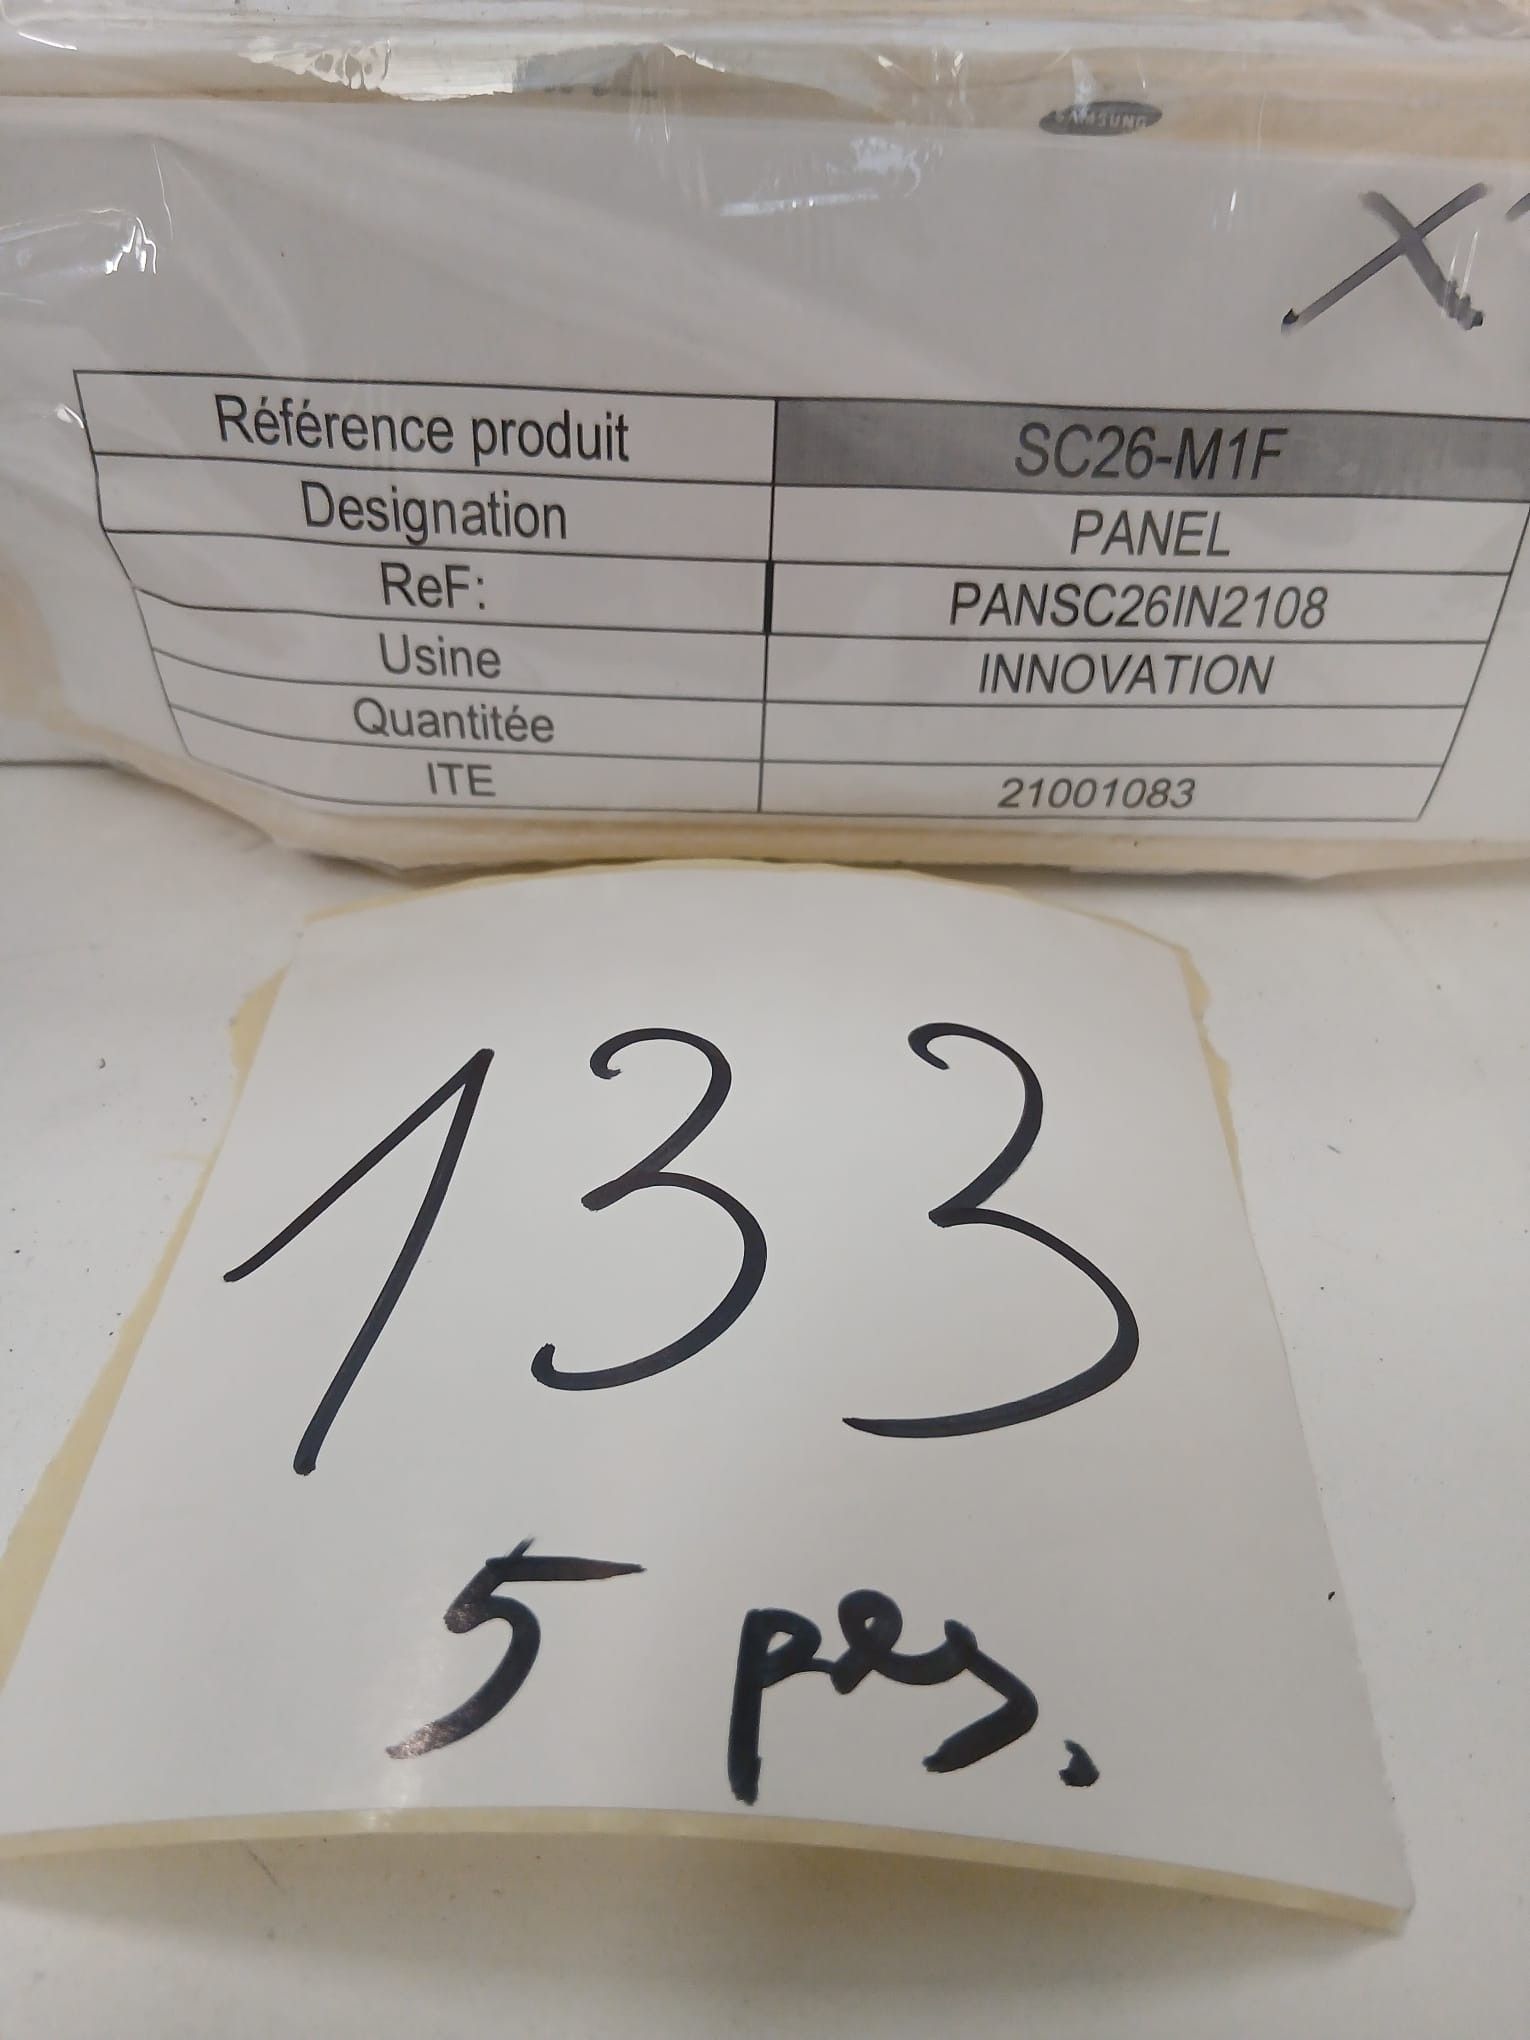 SAMSUNG
X
Référence produit SC26-M1F
Designation PANEL
ReF: PANSC26IN2108
Usine INNOVATION
Quantitée
ITE 21001083
133
5 pcs.